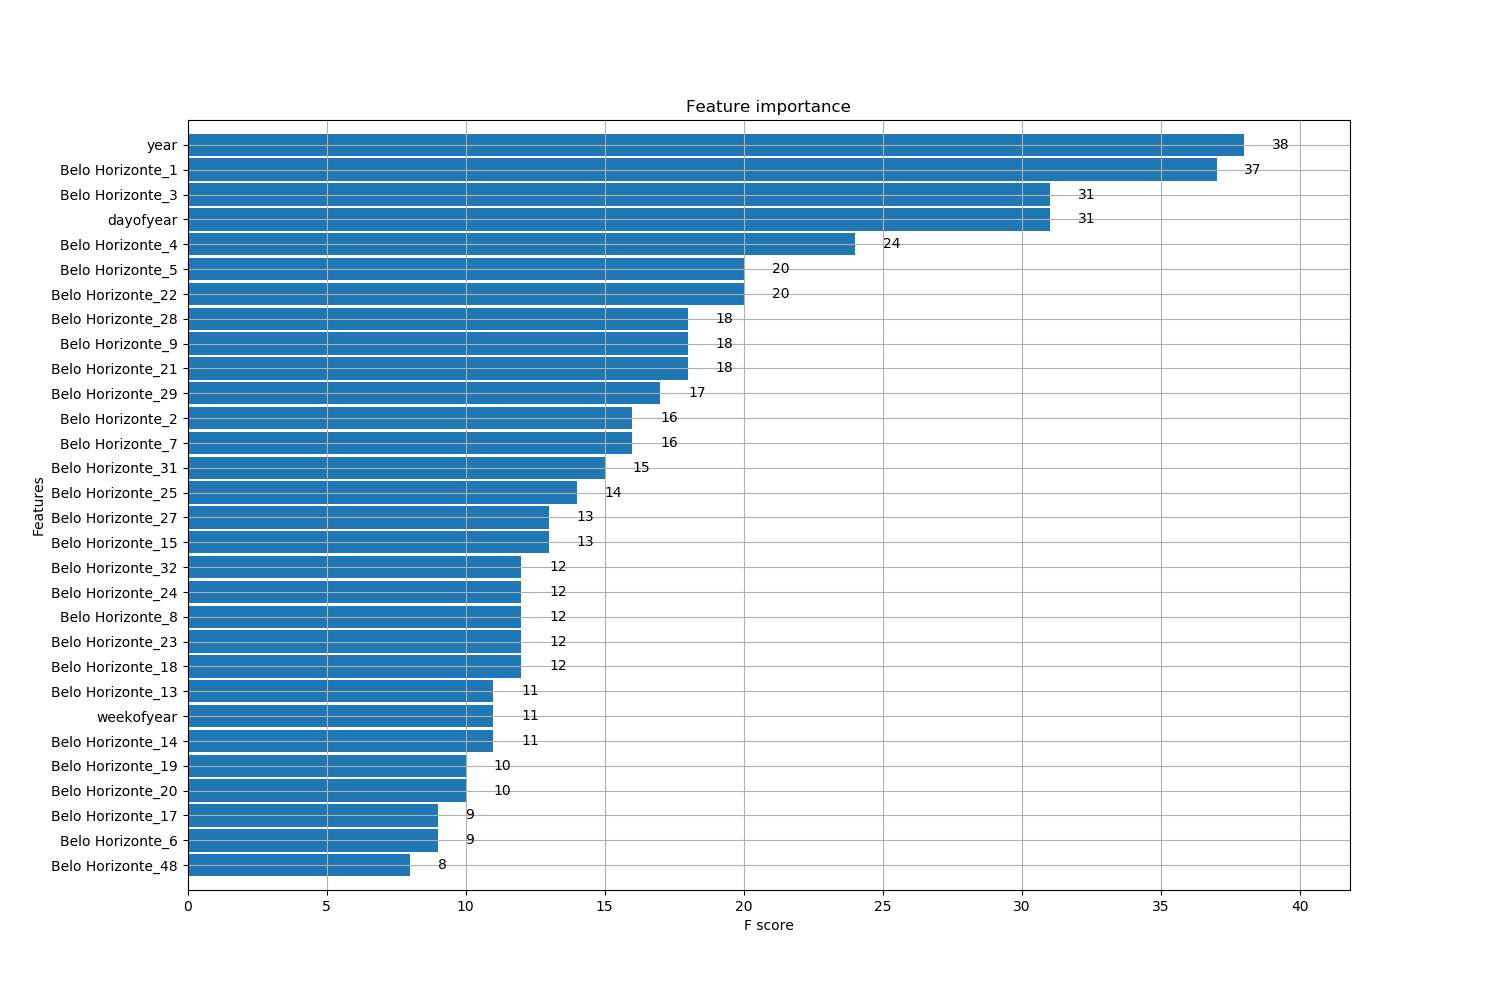 Feature importance
year 38
Belo Horizonte_1 37
Belo Horizonte_3 31
dayofyear 31
Belo Horizonte_4 24
Belo Horizonte_5 20
Belo Horizonte_22 20
Belo Horizonte_28 18
Belo Horizonte_9 18
Belo Horizonte_21 18
Belo Horizonte_29 17
Belo Horizonte_2 16
Belo Horizonte_7 16
Belo Horizonte_31 15
Belo Horizonte_25 14
Belo Horizonte_27 13
Belo Horizonte_15 13
Belo Horizonte_32 12
Belo Horizonte_24 12
Belo Horizonte_8 12
Belo Horizonte_23 12
Belo Horizonte_18 12
Belo Horizonte_13 11
weekofyear 11
Belo Horizonte_14 11
Belo Horizonte_19 10
Belo Horizonte_20 10
Belo Horizonte_17 9
Belo Horizonte_6 9
Belo Horizonte_48 8
Features
0 5 10 15 20 25 30 35 40
F score